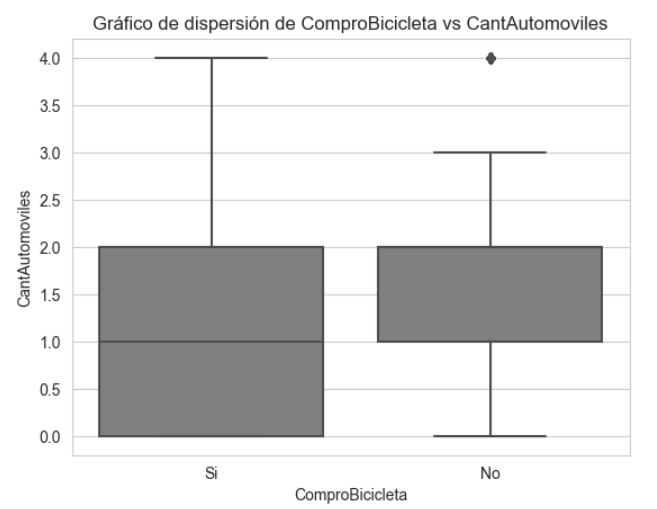 Gráfico de dispersión de ComproBicicleta vs CantAutomoviles
4.0
3.5
3.0
2.5
2.0
1.5
1.0
0.5
0.0
CantAutomoviles
Si
No
ComproBicicleta